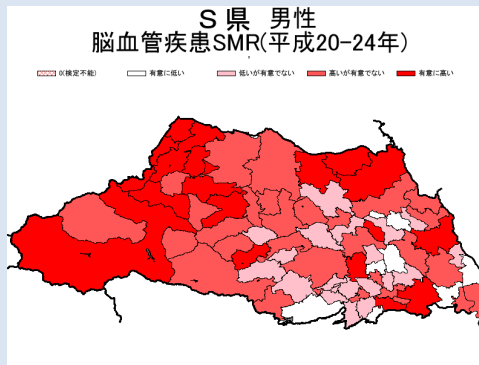 S県 男性
脳血管疾患SMR(平成20-24年)
0(検定不能) 有意に低い 低いが有意でない 高いが有意でない 有意に高い